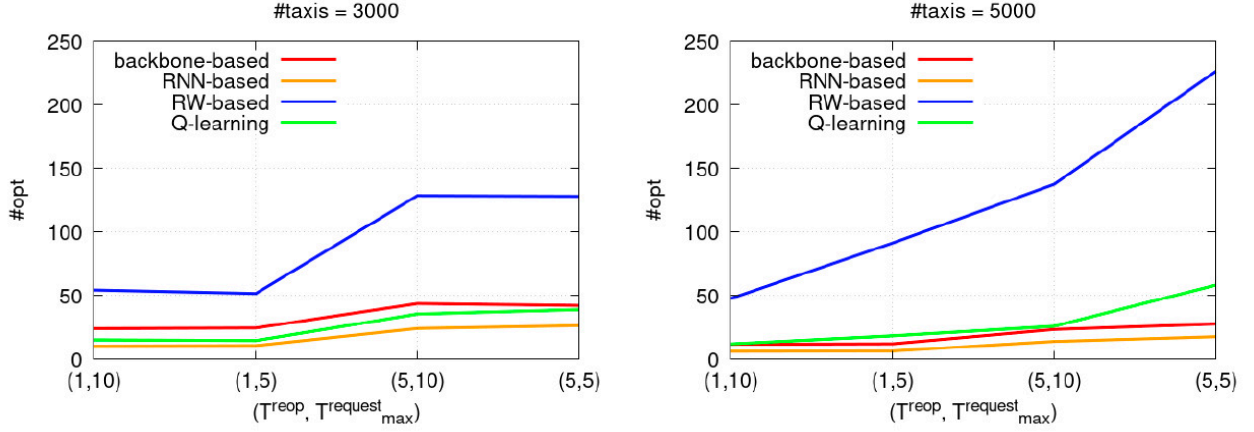 #taxis = 3000
250
200
150
100
50
0
#opt
backbone-based
RNN-based
RW-based
Q-learning
(1,10)
(1,5)
(5,10)
(5,5)
(T^reop, T^request_max)
#taxis = 5000
250
200
150
100
50
0
#opt
backbone-based
RNN-based
RW-based
Q-learning
(1,10)
(1,5)
(5,10)
(5,5)
(T^reop, T^request_max)